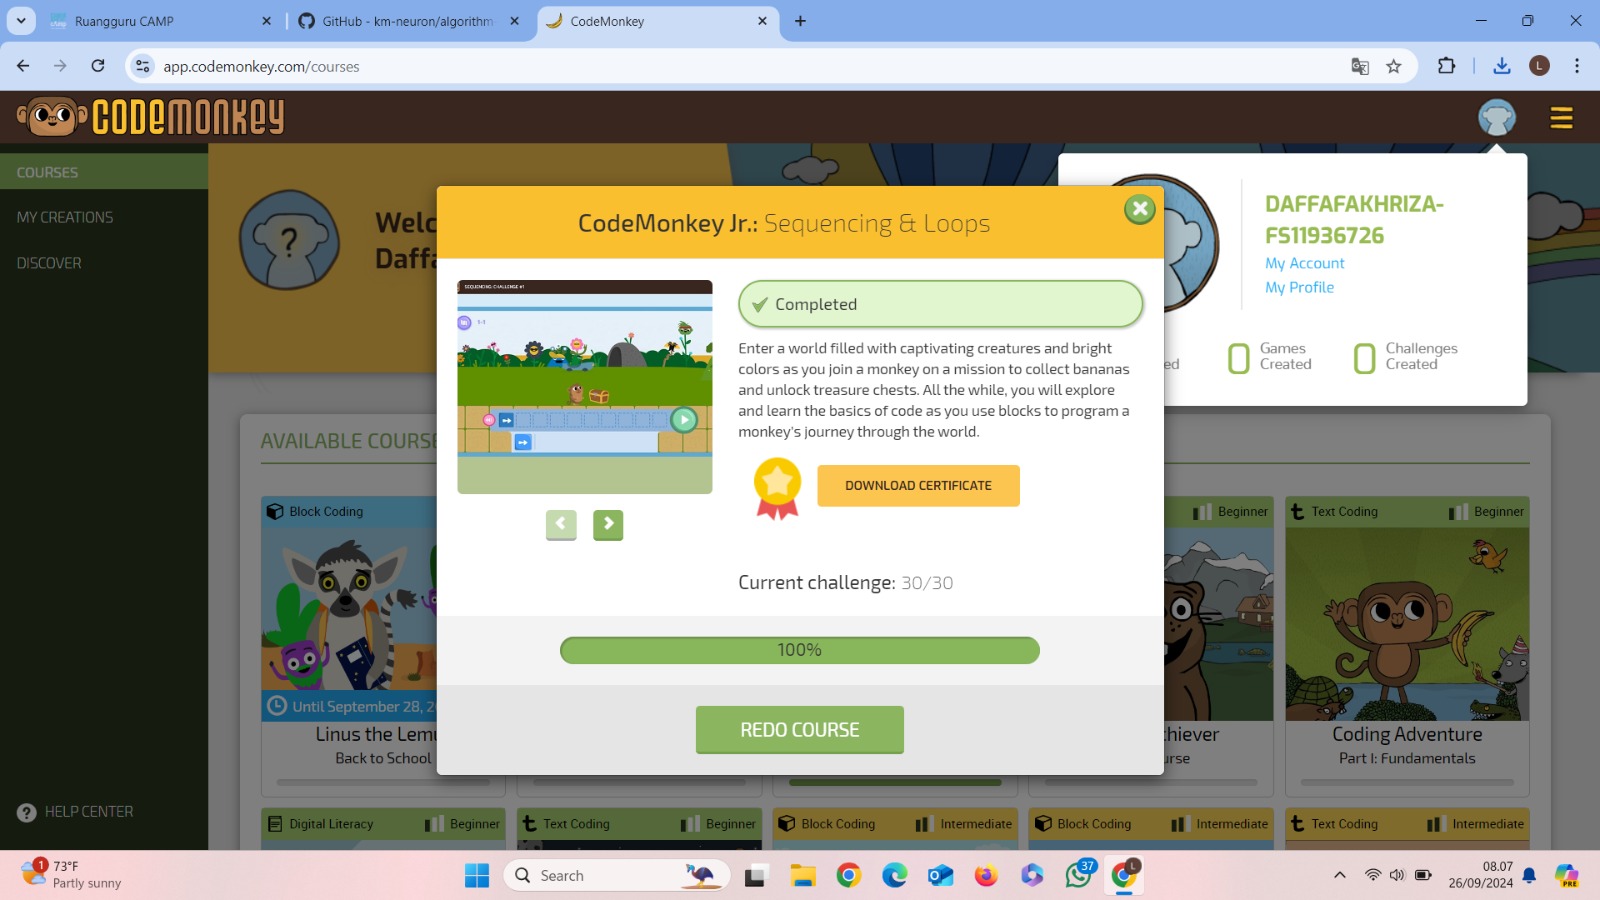 Ruangguru CAMP
GitHub - km-neuron/algorithm
CodeMonkey
app.codemonkey.com/courses
L
CODEMONKEY
COURSES
MY CREATIONS
DISCOVER
HELP CENTER
Welc
Daffa
?
DAFFAFAKHRIZA-
FS11936726
My Account
My Profile
ed
0 Games Created
0 Challenges Created
CodeMonkey Jr.: Sequencing & Loops
SEQUENCING: CHALLENGE #1
1-1
Completed
Enter a world filled with captivating creatures and bright
colors as you join a monkey on a mission to collect bananas
and unlock treasure chests. All the while, you will explore
and learn the basics of code as you use blocks to program a
monkey's journey through the world.
DOWNLOAD CERTIFICATE
Current challenge: 30/30
100%
REDO COURSE
AVAILABLE COURSE
Block Coding
Until September 28, 2
Linus the Lemu
Back to School
Beginner
hiever
urse
Text Coding Beginner
Coding Adventure
Part I: Fundamentals
Digital Literacy Beginner
Text Coding Beginner
Block Coding Intermediate
Block Coding Intermediate
Text Coding Intermediate
1
73°F
Partly sunny
Search
37
L
08.07
26/09/2024
PRE